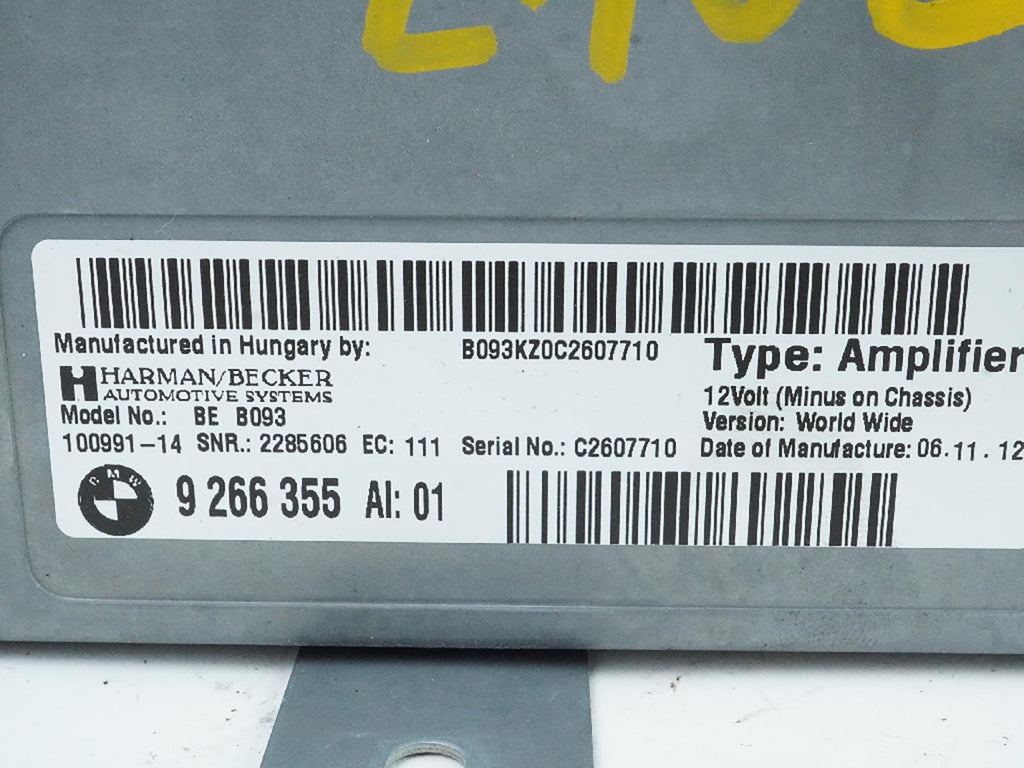 Manufactured in Hungary by: B093KZ0C2607710 Type: Amplifier
HARMAN/BECKER
AUTOMOTIVE SYSTEMS 12Volt (Minus on Chassis)
Model No.: BE B093 Version: World Wide
100991-14 SNR.: 2285606 EC: 111 Serial No.: C2607710 Date of Manufacture: 06.11.12
BMW 9 266 355 AI: 01